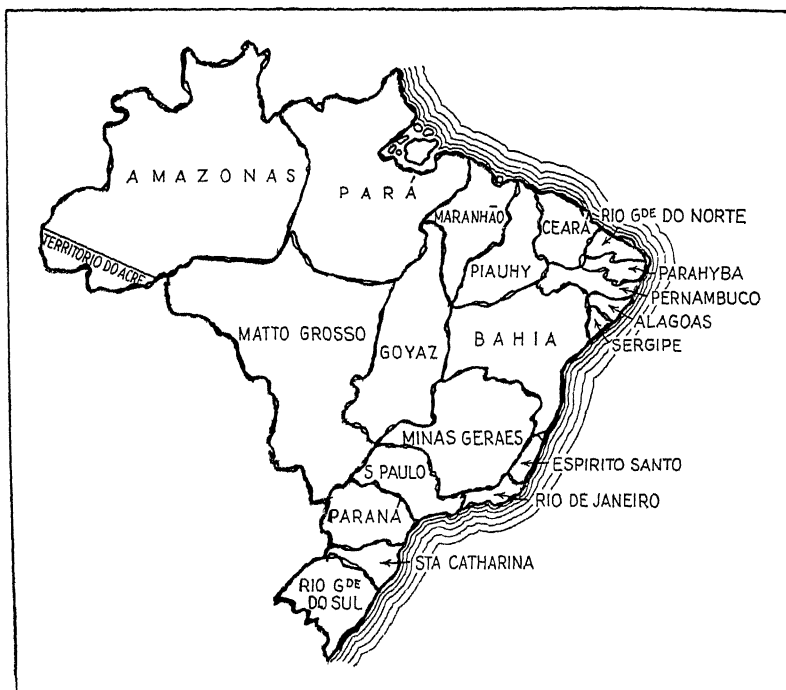 AMAZONAS
PARÁ
MARANHÃO
CEARÁ
RIO GDE DO NORTE
TERRITORIO DO ACRE
PIAUHY
PARAHYBA
PERNAMBUCO
ALAGOAS
SERGIPE
MATTO GROSSO
GOYAZ
BAHIA
MINAS GERAES
S PAULO
ESPIRITO SANTO
RIO DE JANEIRO
PARANÁ
STA CATHARINA
RIO GDE
DO SUL